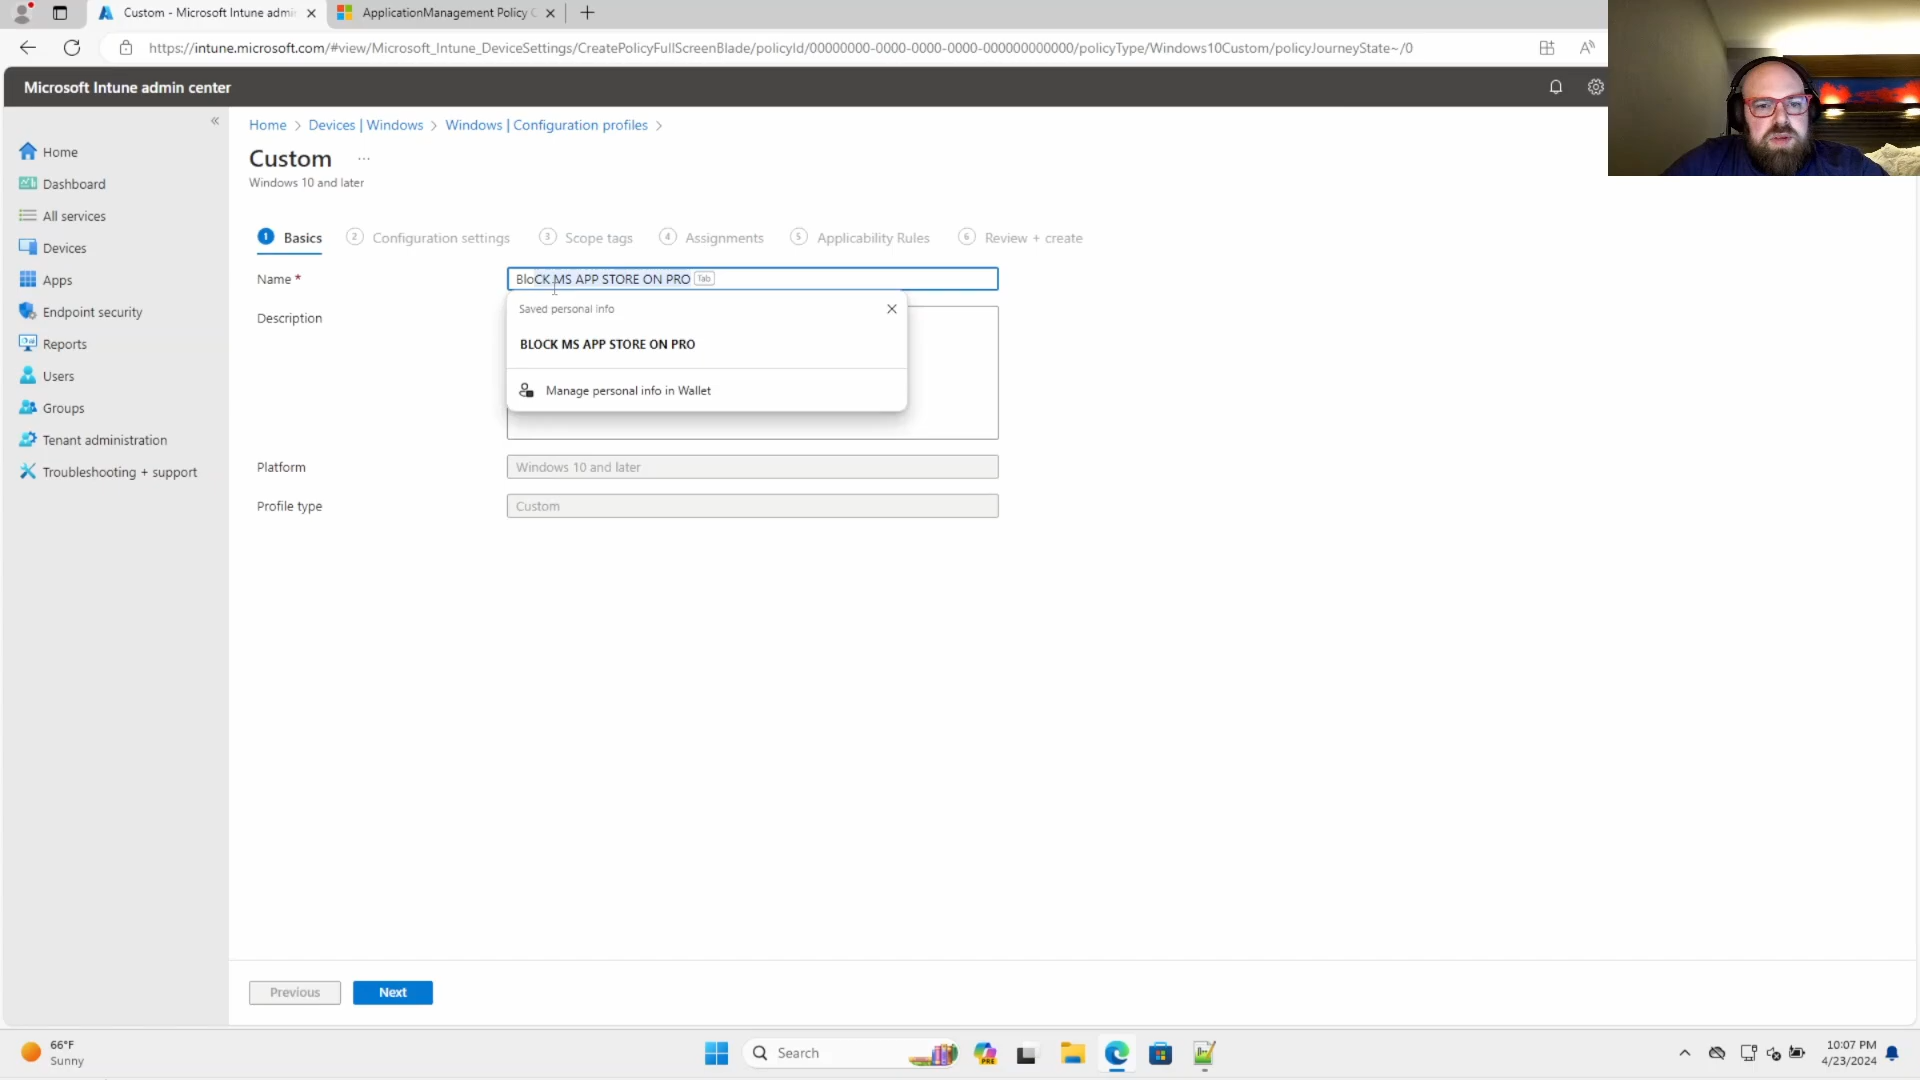 Custom - Microsoft Intune admi
ApplicationManagement Policy C
https://intune.microsoft.com/#view/Microsoft_Intune_DeviceSettings/CreatePolicyFullScreenBlade/policyId/00000000-0000-0000-0000-000000000000/policyType/Windows10Custom/policyJourneyState~/0
Microsoft Intune admin center
Home
Dashboard
All services
Devices
Apps
Endpoint security
Reports
Users
Groups
Tenant administration
Troubleshooting + support
Home > Devices | Windows > Windows | Configuration profiles >
Custom ...
Windows 10 and later
1 Basics 2 Configuration settings 3 Scope tags 4 Assignments 5 Applicability Rules 6 Review + create
Name *
BloCK MS APP STORE ON PRO Tab
Saved personal info
BLOCK MS APP STORE ON PRO
Manage personal info in Wallet
Description
Platform
Windows 10 and later
Profile type
Custom
Previous
Next
66°F
Sunny
Search
PRE
10:07 PM
4/23/2024